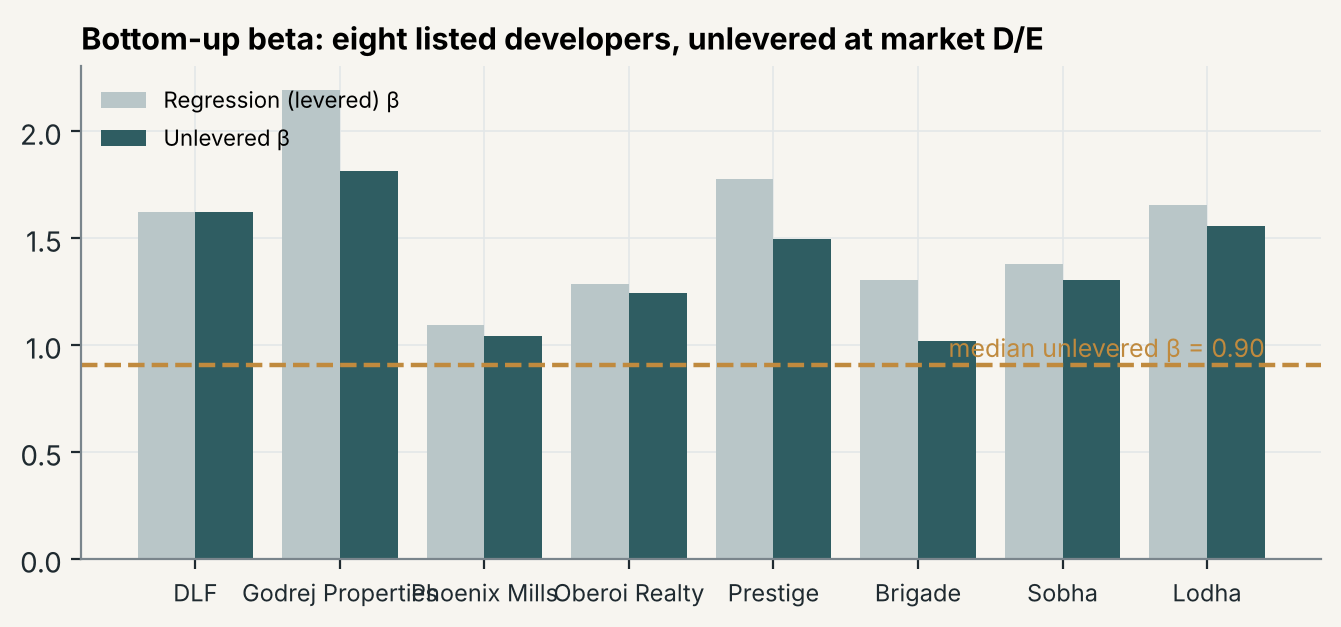 Bottom-up beta: eight listed developers, unlevered at market D/E
Regression (levered) β
Unlevered β
2.0
1.5
1.0
0.5
0.0
median unlevered β = 0.90
DLF Godrej Properties Phoenix Mills Oberoi Realty Prestige Brigade Sobha Lodha